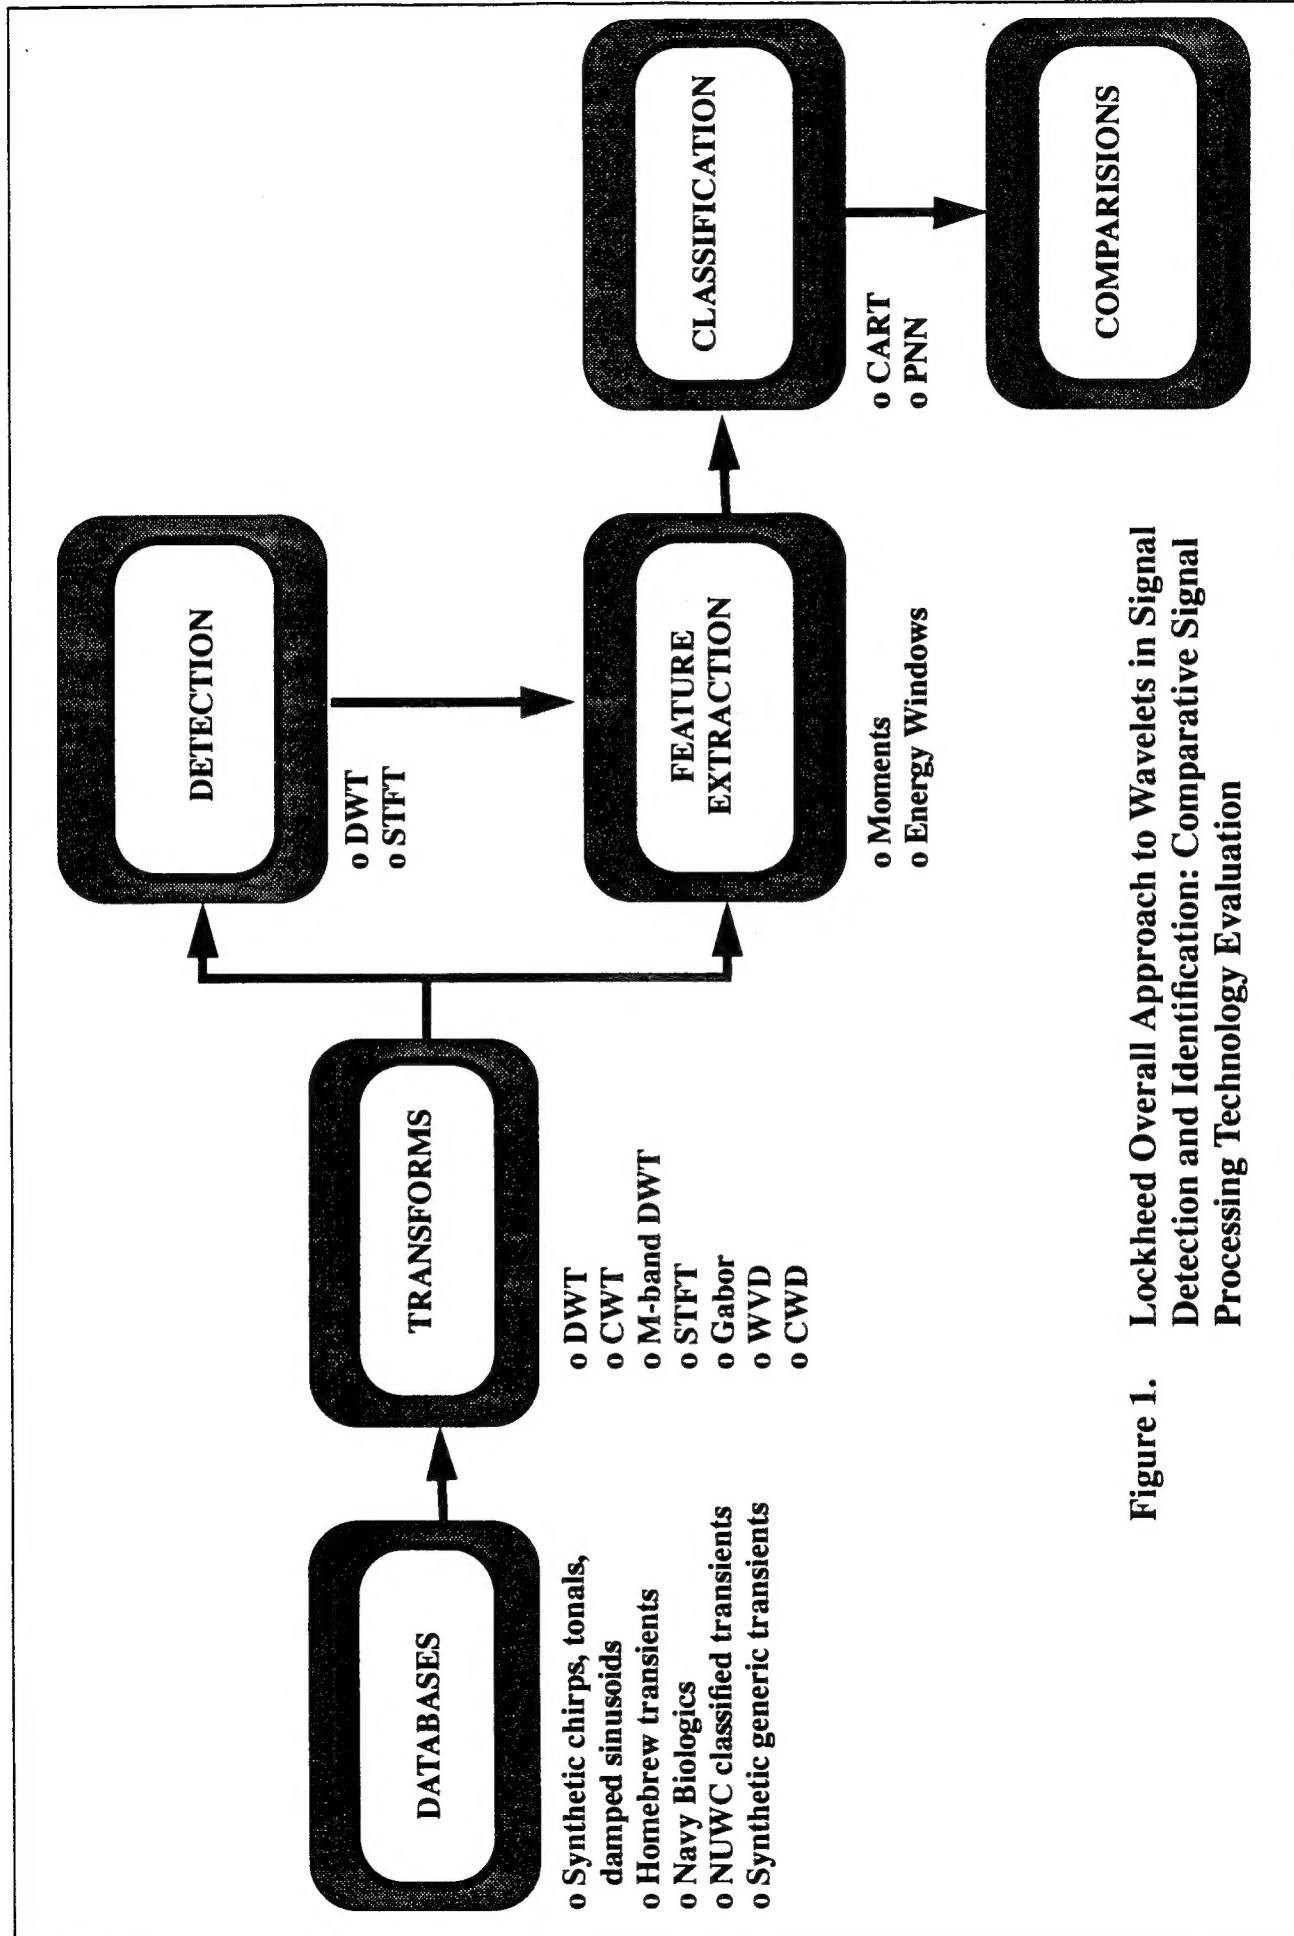 DATABASES
o Synthetic chirps, tonals,
damped sinusoids
o Homebrew transients
o Navy Biologics
o NUWC classified transients
o Synthetic generic transients
TRANSFORMS
o DWT
o CWT
o M-band DWT
o STFT
o Gabor
o WVD
o CWD
DETECTION
o DWT
o STFT
FEATURE
EXTRACTION
o Moments
o Energy Windows
CLASSIFICATION
o CART
o PNN
COMPARISIONS
Figure 1. Lockheed Overall Approach to Wavelets in Signal
Detection and Identification: Comparative Signal
Processing Technology Evaluation